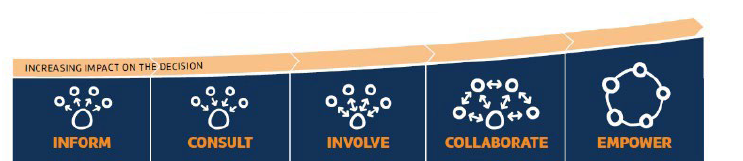 INCREASING IMPACT ON THE DECISION
INFORM CONSULT INVOLVE COLLABORATE EMPOWER